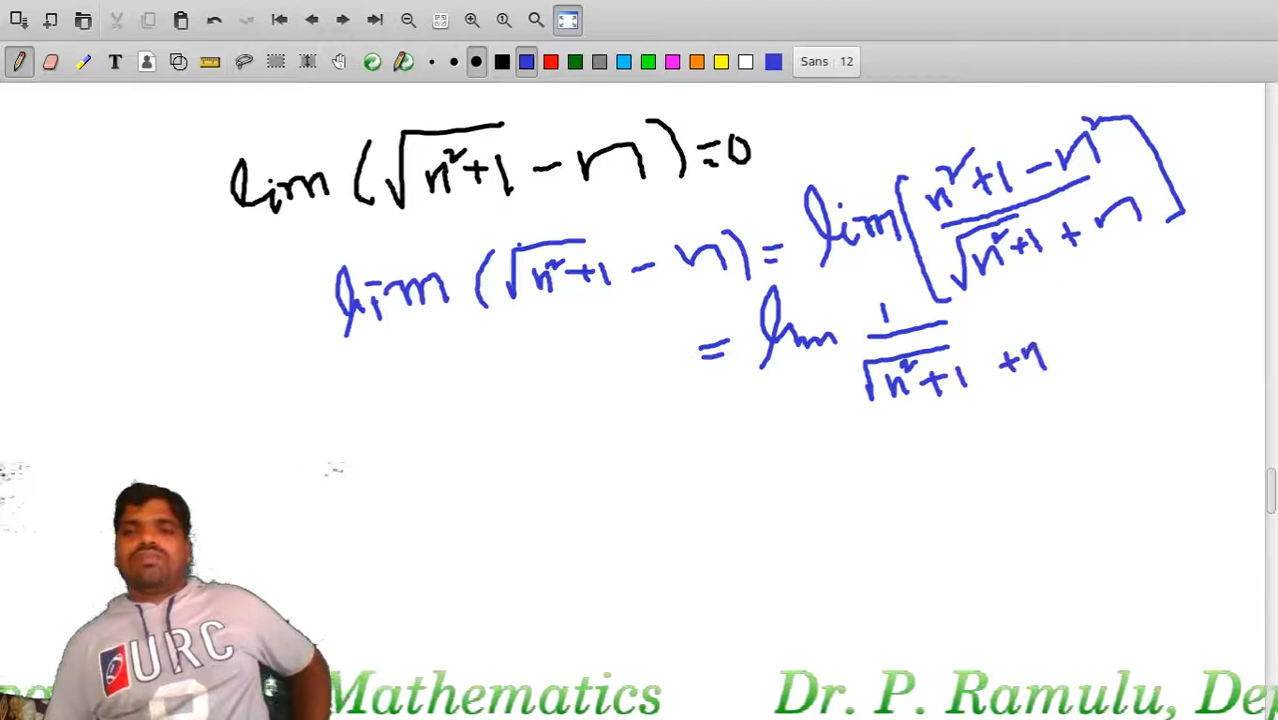 Sans 12
lim (√n²+1 - n) = 0
lim (√n²+1 - n) = lim [n²+1 - n² / √n²+1 + n]
= lim 1 / √n²+1 + n
URC
Mathematics Dr. P. Ramulu, De